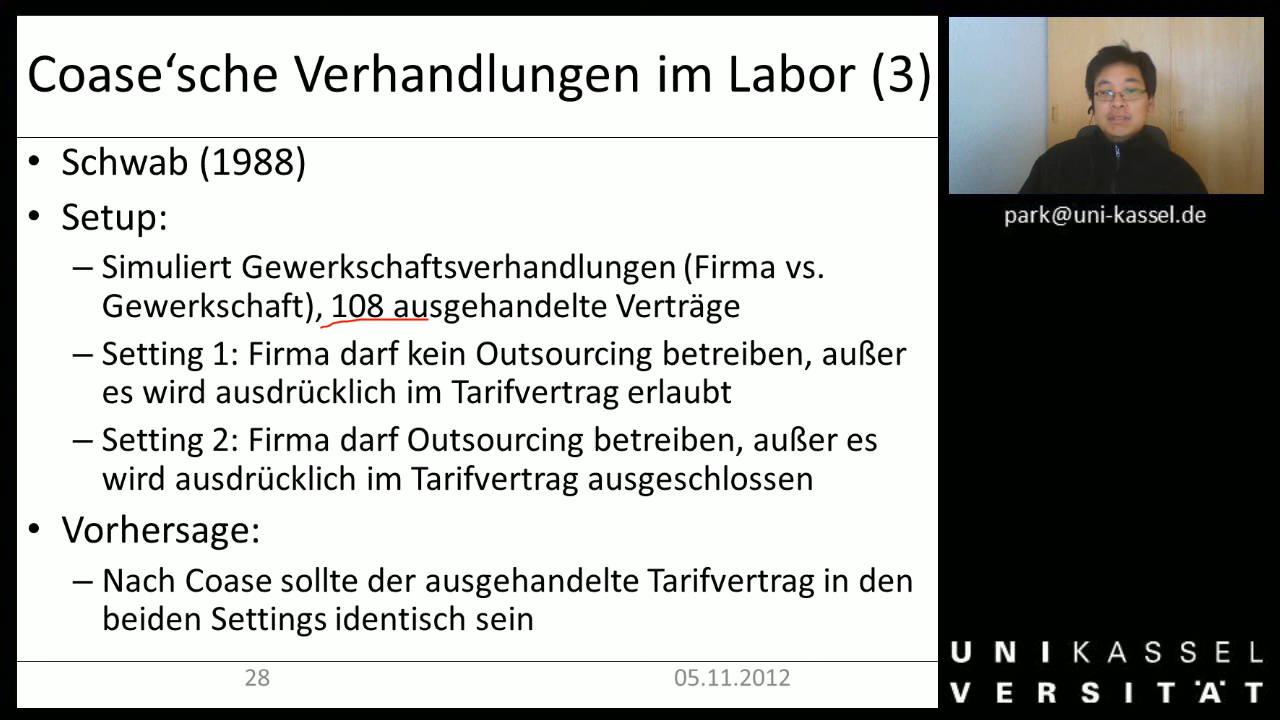 Coase‘sche Verhandlungen im Labor (3)
• Schwab (1988)
• Setup:
– Simuliert Gewerkschaftsverhandlungen (Firma vs.
Gewerkschaft), 108 ausgehandelte Verträge
– Setting 1: Firma darf kein Outsourcing betreiben, außer
es wird ausdrücklich im Tarifvertrag erlaubt
– Setting 2: Firma darf Outsourcing betreiben, außer es
wird ausdrücklich im Tarifvertrag ausgeschlossen
• Vorhersage:
– Nach Coase sollte der ausgehandelte Tarifvertrag in den
beiden Settings identisch sein
28
05.11.2012
park@uni-kassel.de
UNIKASSEL
VERSITÄT